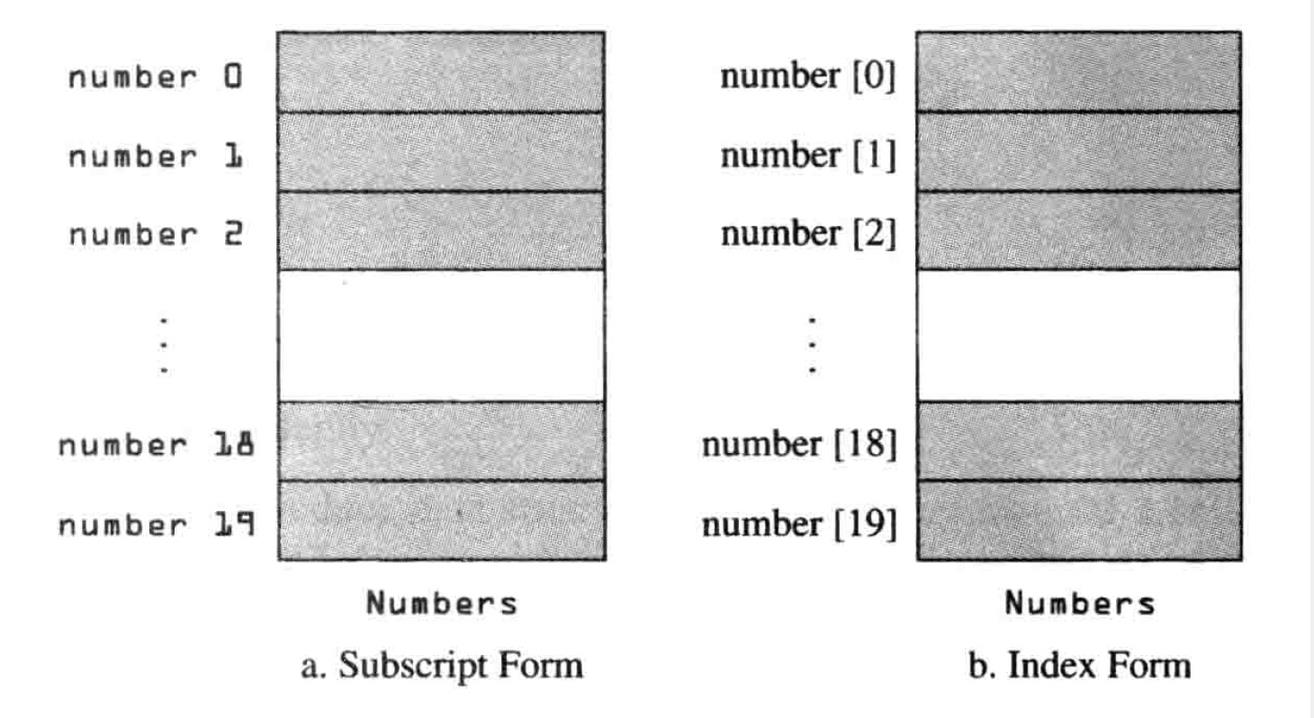 number 0
number 1
number 2
.
.
.
number 18
number 19
Numbers
a. Subscript Form
number [0]
number [1]
number [2]
.
.
.
number [18]
number [19]
Numbers
b. Index Form